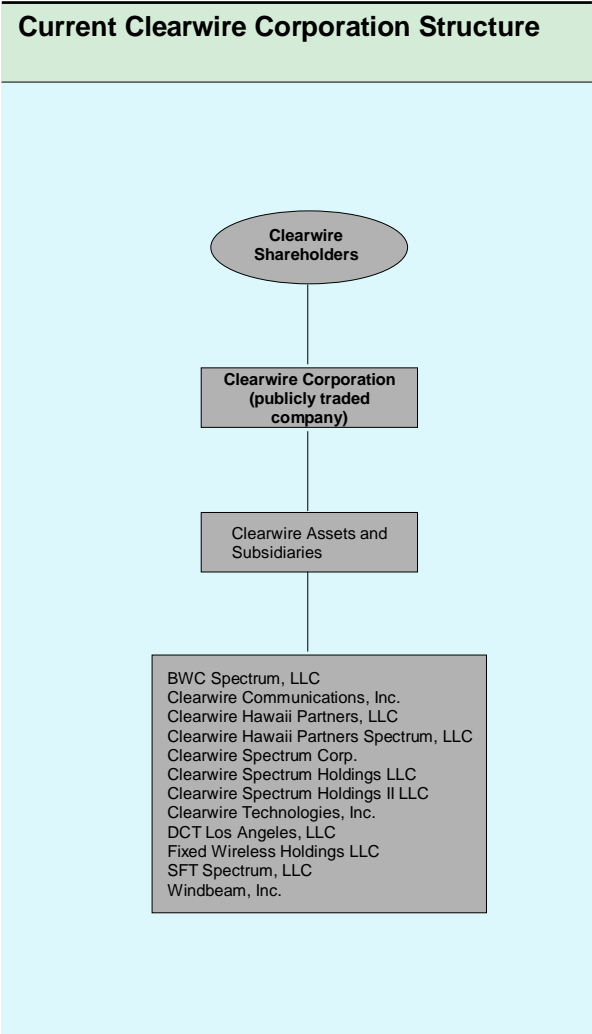 Current Clearwire Corporation Structure
Clearwire
Shareholders
Clearwire Corporation
(publicly traded
company)
Clearwire Assets and
Subsidiaries
BWC Spectrum, LLC
Clearwire Communications, Inc.
Clearwire Hawaii Partners, LLC
Clearwire Hawaii Partners Spectrum, LLC
Clearwire Spectrum Corp.
Clearwire Spectrum Holdings LLC
Clearwire Spectrum Holdings II LLC
Clearwire Technologies, Inc.
DCT Los Angeles, LLC
Fixed Wireless Holdings LLC
SFT Spectrum, LLC
Windbeam, Inc.